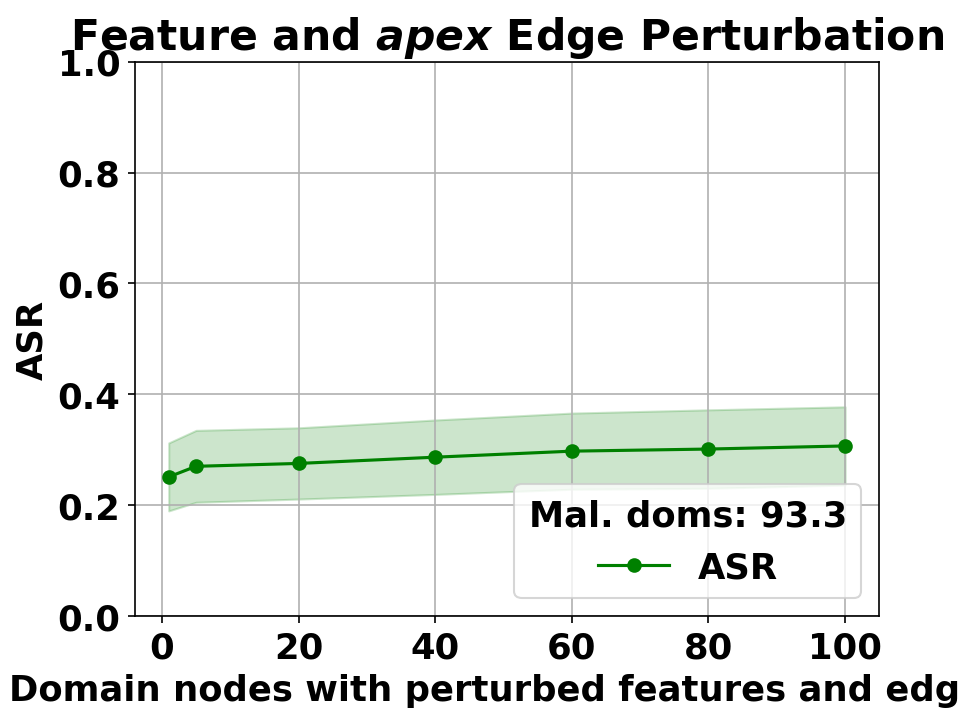 Feature and apex Edge Perturbation
1.0
0.8
0.6
0.4
0.2
0.0
ASR
Mal. doms: 93.3
ASR
0 20 40 60 80 100
Domain nodes with perturbed features and edg